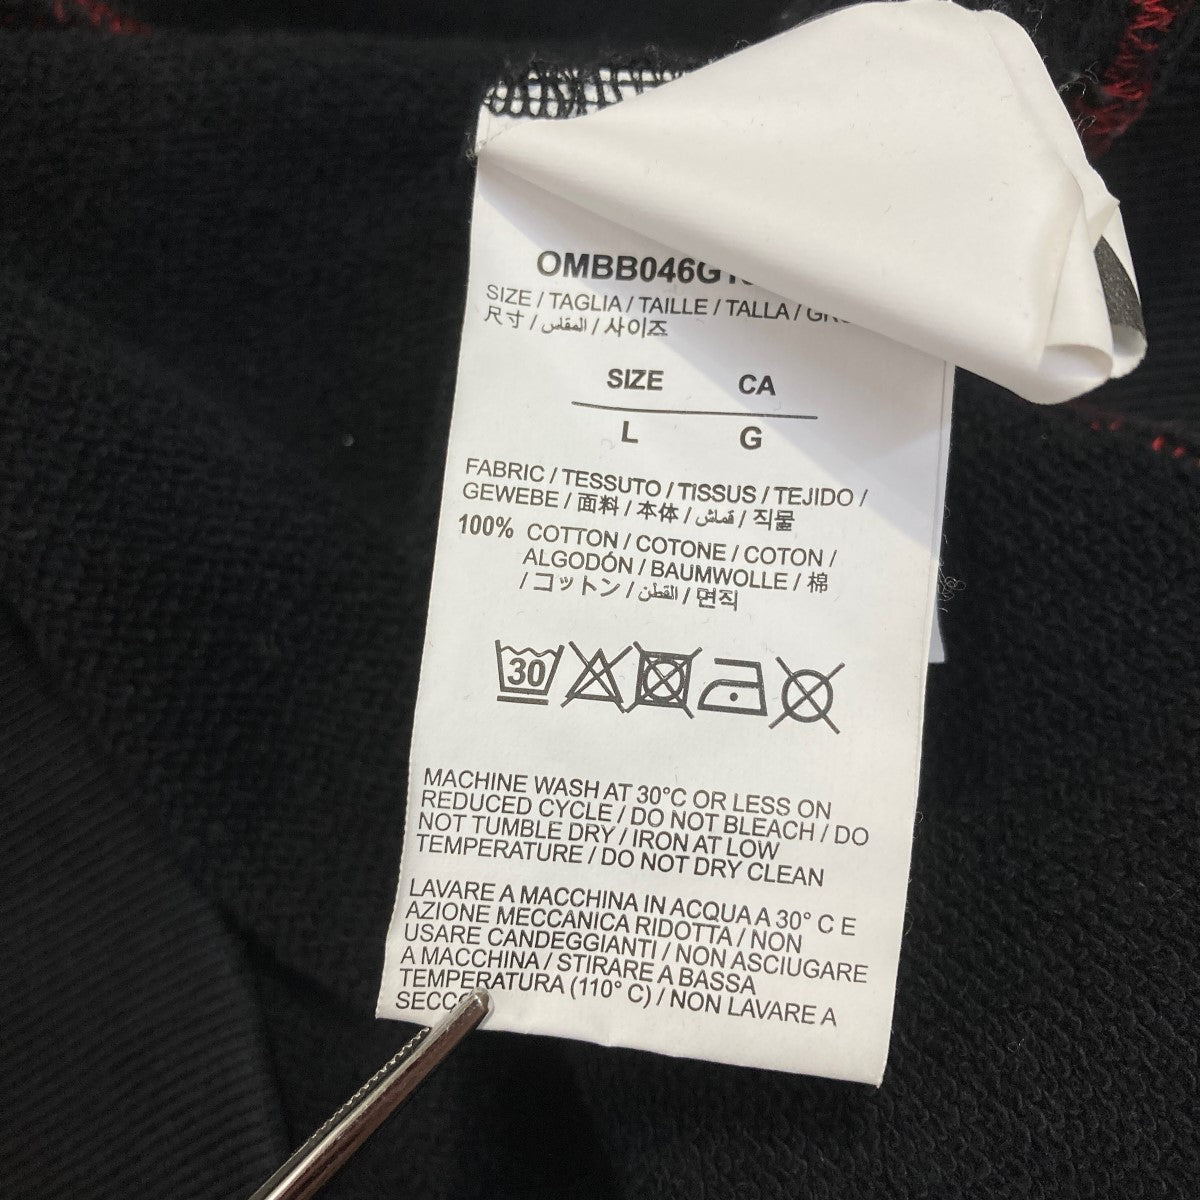 OMBB046G
SIZE / TAGLIA / TAILLE / TALLA /
尺寸 / المقاس / 사이즈
SIZE CA
L G
FABRIC / TESSUTO / TISSUS / TEJIDO /
GEWEBE / 面料 / 本体 / قماش / 직물
100% COTTON / COTONE / COTON /
ALGODÓN / BAUMWOLLE / 棉
/ コットン / القطن / 면직
30
MACHINE WASH AT 30°C OR LESS ON
REDUCED CYCLE / DO NOT BLEACH / DO
NOT TUMBLE DRY / IRON AT LOW
TEMPERATURE / DO NOT DRY CLEAN
LAVARE A MACCHINA IN ACQUA A 30° C E
AZIONE MECCANICA RIDOTTA / NON
USARE CANDEGGIANTI / NON ASCIUGARE
A MACCHINA / STIRARE A BASSA
TEMPERATURA (110° C) / NON LAVARE A
SECCO